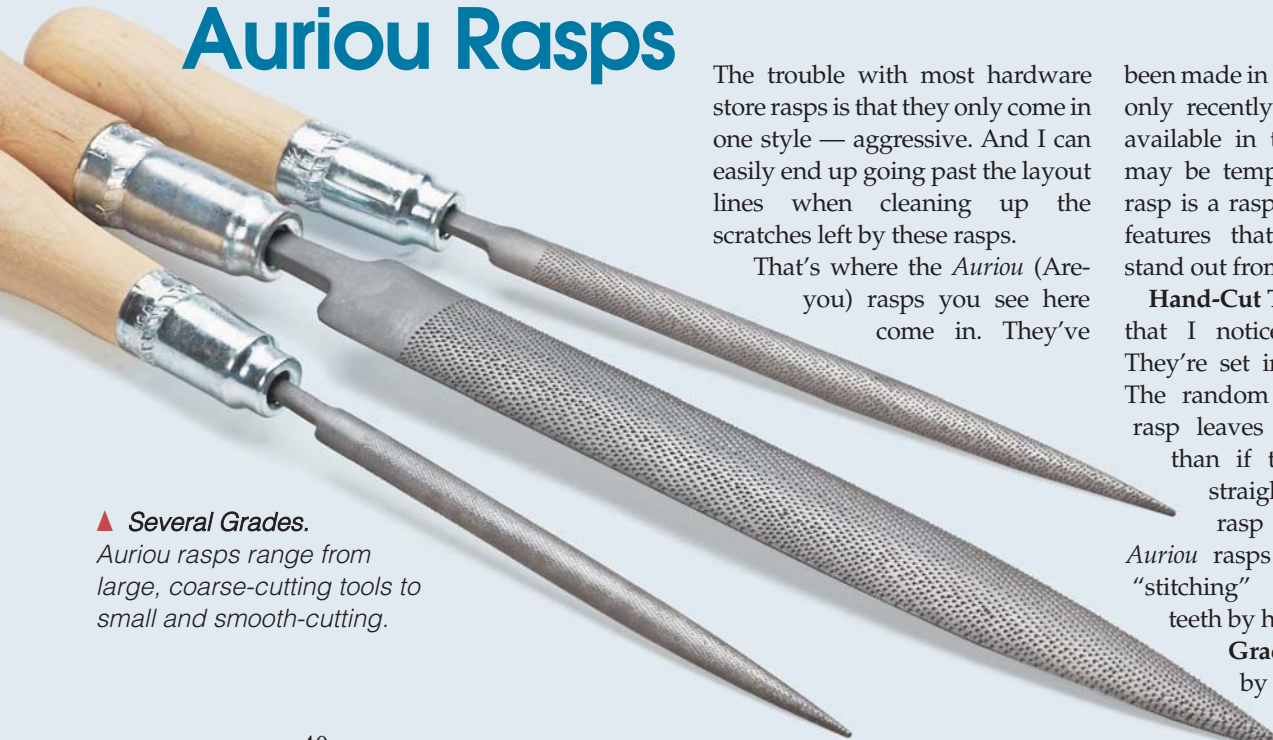 Auriou Rasps
The trouble with most hardware
store rasps is that they only come in
one style — aggressive. And I can
easily end up going past the layout
lines when cleaning up the
scratches left by these rasps.
That's where the Auriou (Are-
you) rasps you see here
come in. They've
been made in
only recently
available in
may be temp
rasp is a rasp
features that
stand out from
Hand-Cut
that I notice
They're set in
The random
rasp leaves
than if
straigh
rasp
Auriou rasps
"stitching"
teeth by h
Gra
by
▲ Several Grades.
Auriou rasps range from
large, coarse-cutting tools to
small and smooth-cutting.